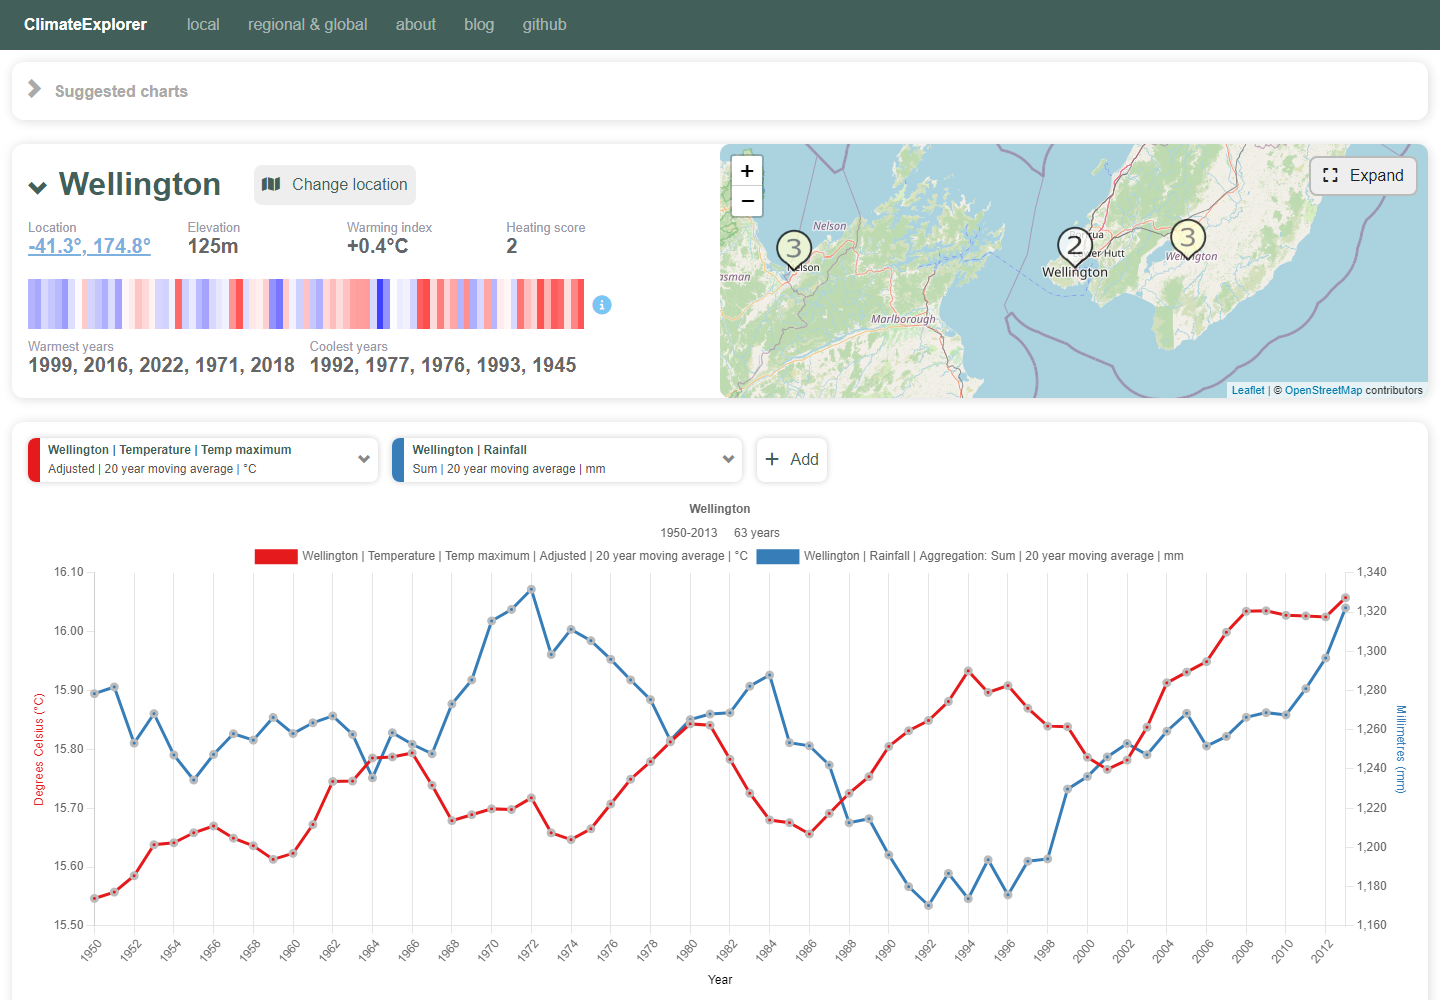 ClimateExplorer local regional & global about blog github
Suggested charts
Wellington
Change location
Location
-41.3°, 174.8°
Elevation
125m
Warming index
+0.4°C
Heating score
2
Warmest years
1999, 2016, 2022, 1971, 2018
Coolest years
1992, 1977, 1976, 1993, 1945
+
−
Expand
Nelson
3
Nelson
asman
Marlborough
2
Wellington
3
Wellington
Leaflet | © OpenStreetMap contributors
Wellington | Temperature | Temp maximum
Adjusted | 20 year moving average | °C
Wellington | Rainfall
Sum | 20 year moving average | mm
+ Add
Wellington
1950-2013 63 years
Wellington | Temperature | Temp maximum | Adjusted | 20 year moving average | °C
Wellington | Rainfall | Aggregation: Sum | 20 year moving average | mm
Degrees Celsius (°C)
16.10
16.00
15.90
15.80
15.70
15.60
15.50
1,340
1,320
1,300
1,280
1,260
1,240
1,220
1,200
1,180
1,160
Millimetres (mm)
1950 1952 1954 1956 1958 1960 1962 1964 1966 1968 1970 1972 1974 1976 1978 1980 1982 1984 1986 1988 1990 1992 1994 1996 1998 2000 2002 2004 2006 2008 2010 2012
Year